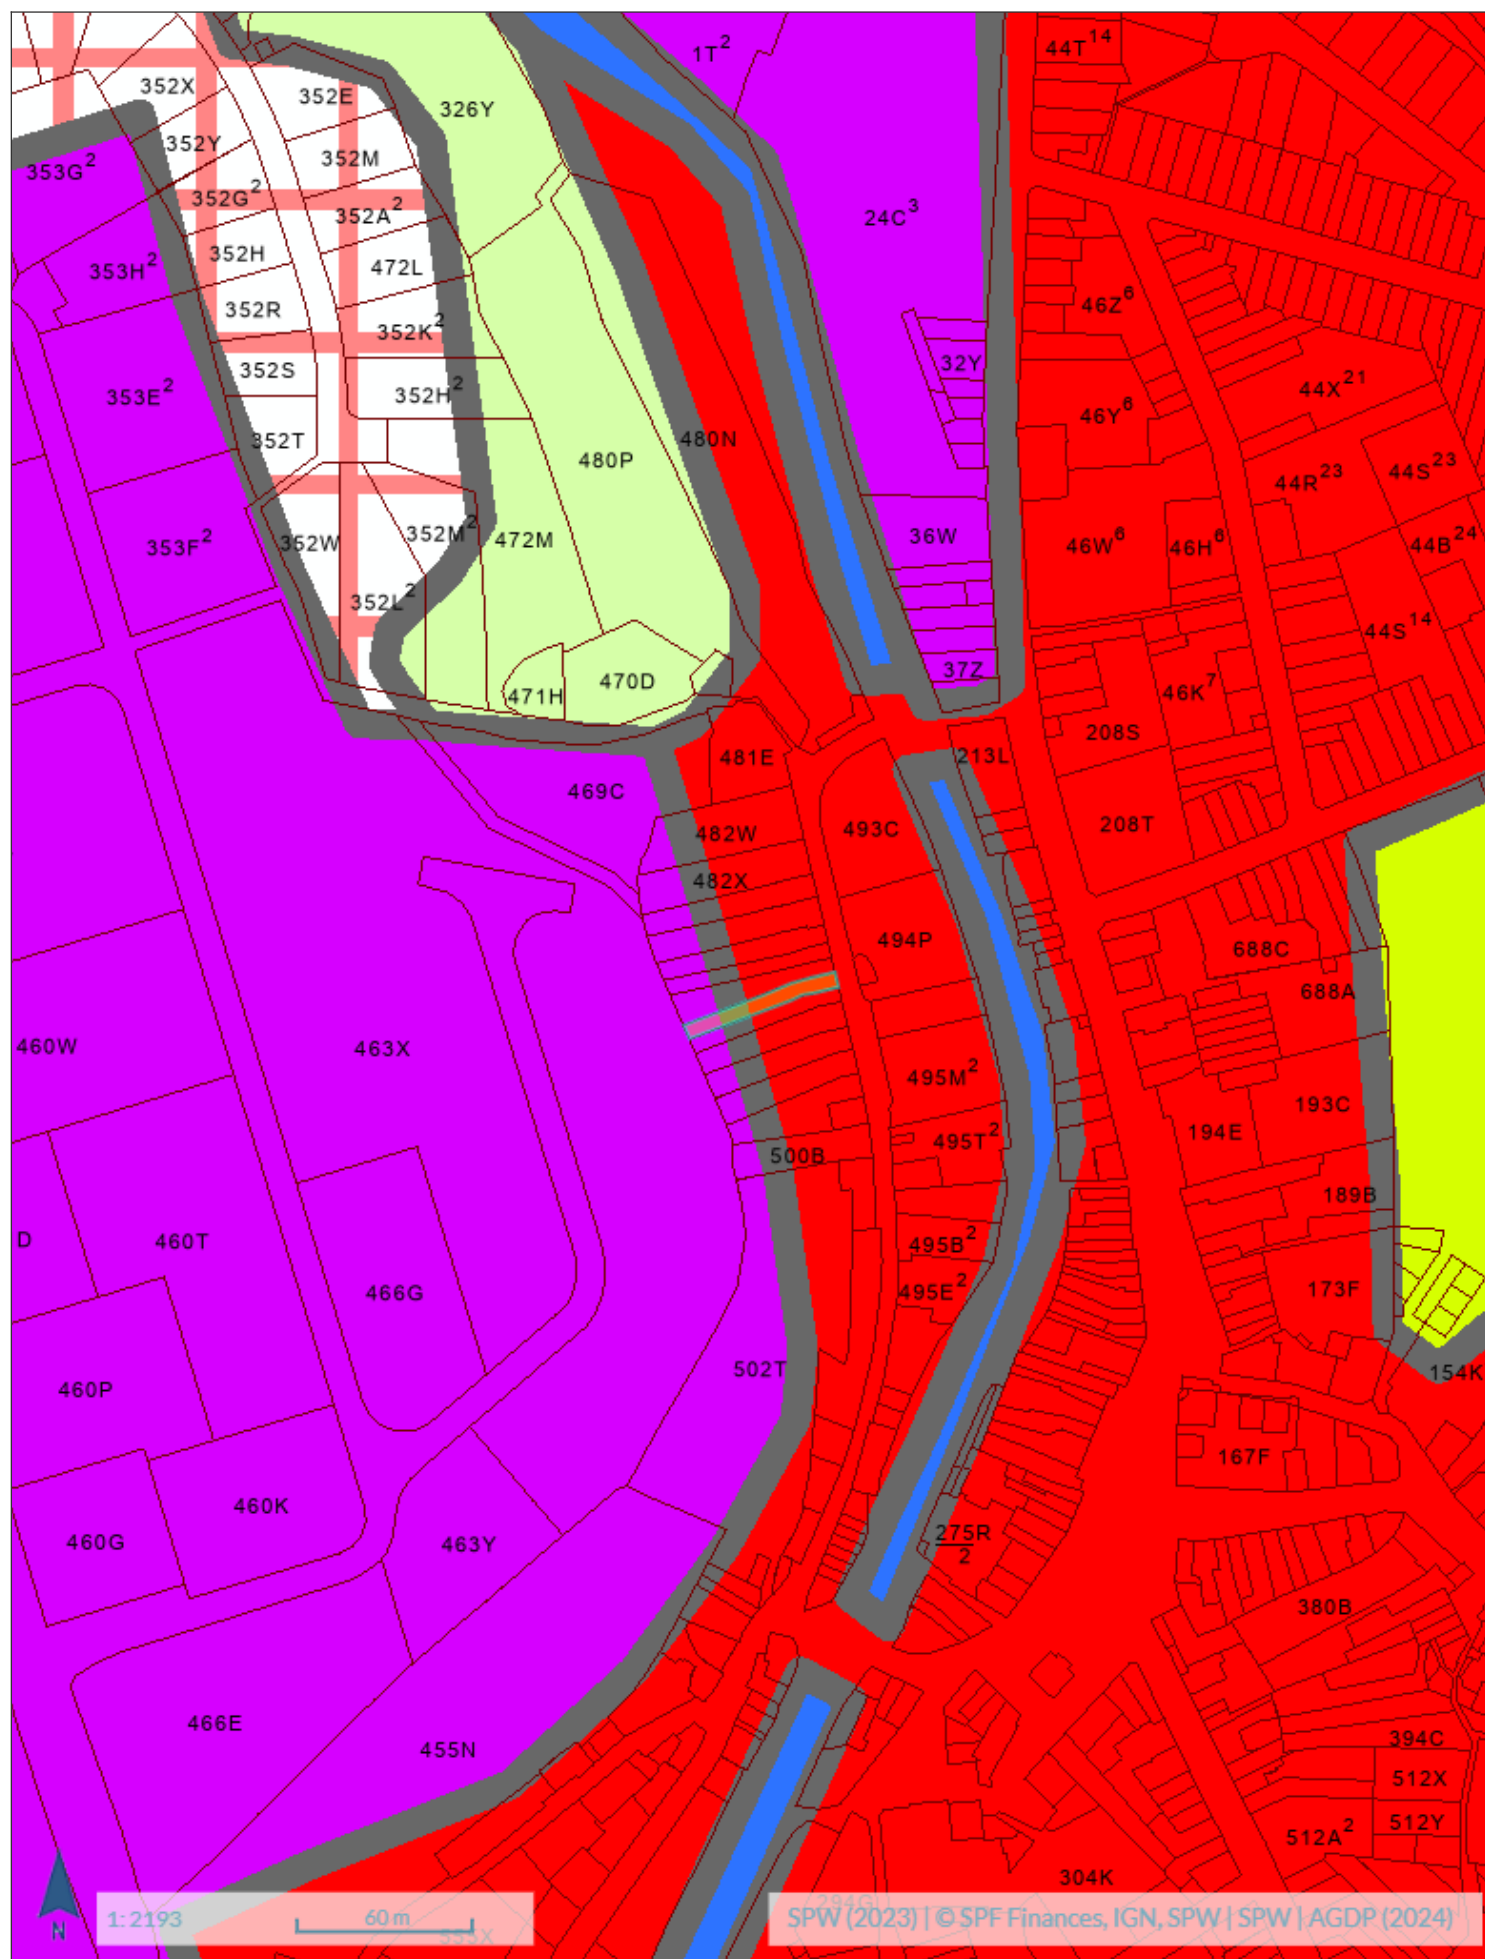 1T²
44T¹⁴
352X
352E
326Y
352Y
352M
353G²
352G²
352A²
24C³
352H
472L
353H²
46Z⁶
352R
352K²
32Y
352S
44X²¹
353E²
352H²
46Y⁶
352T
480N
480P
44S²³
44R²³
36W
352W
352M²
472M
353F²
46W⁶
46H⁶
44B²⁴
352L²
44S¹⁴
37Z
470D
471H
46K⁷
208S
481E
213L
469C
482W
493C
208T
482X
494P
688C
688A
460W
463X
495M²
193C
495T²
194E
500B
189B
D
460T
495B²
466G
495E²
173F
502T
154K
460P
167F
460K
460G
463Y
275R
2
380B
466E
455N
394C
512X
512Y
512A²
304K
294G
N
1: 2193
60 m
555X
SPW (2023) | © SPF Finances, IGN, SPW | SPW | AGDP (2024)